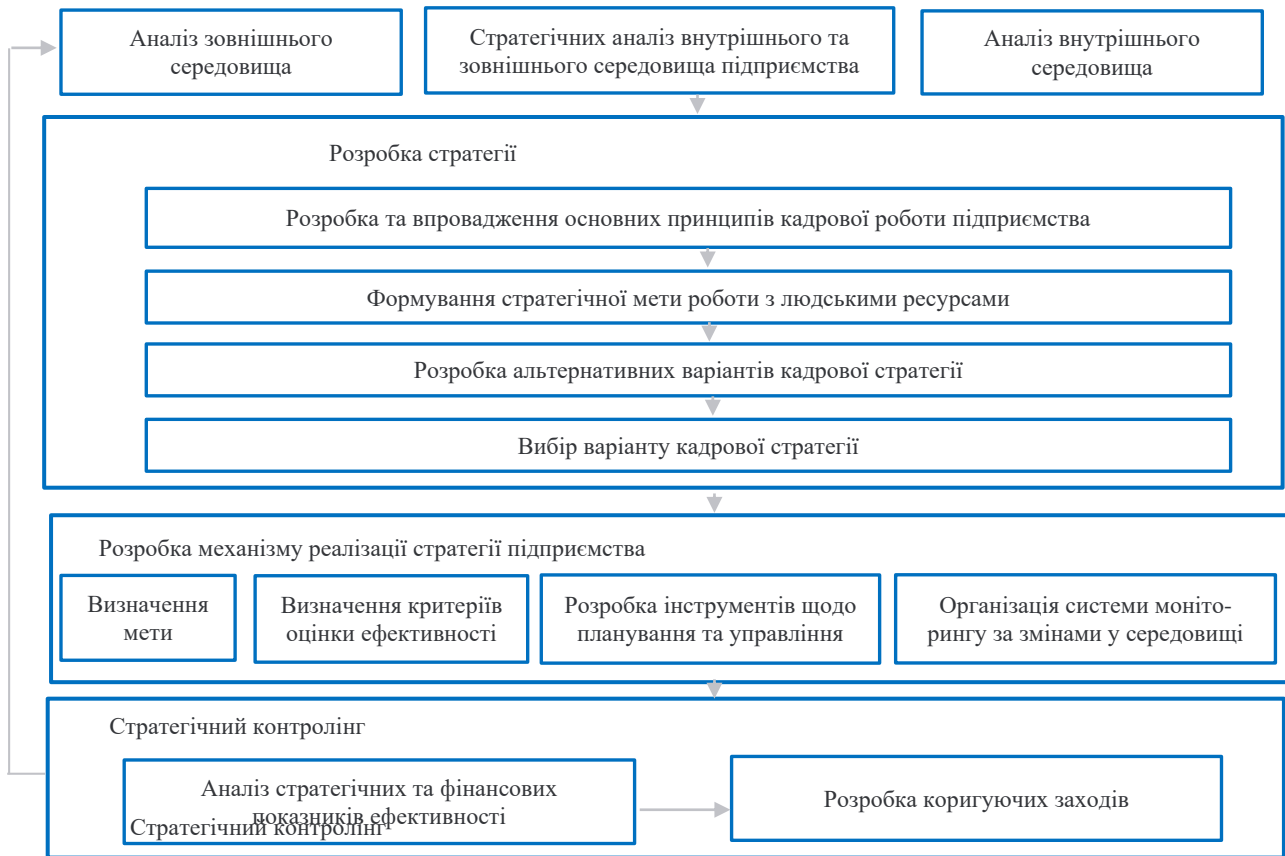 Аналіз зовнішнього
середовища
Стратегічних аналіз внутрішнього та
зовнішнього середовища підприємства
Аналіз внутрішнього
середовища
Розробка стратегії
Розробка та впровадження основних принципів кадрової роботи підприємства
Формування стратегічної мети роботи з людськими ресурсами
Розробка альтернативних варіантів кадрової стратегії
Вибір варіанту кадрової стратегії
Розробка механізму реалізації стратегії підприємства
Визначення
мети
Визначення критеріїв
оцінки ефективності
Розробка інструментів щодо
планування та управління
Організація системи моніто-
рингу за змінами у середовищі
Стратегічний контролінг
Аналіз стратегічних та фінансових
показників ефективності
Стратегічний контролінг
Розробка коригуючих заходів